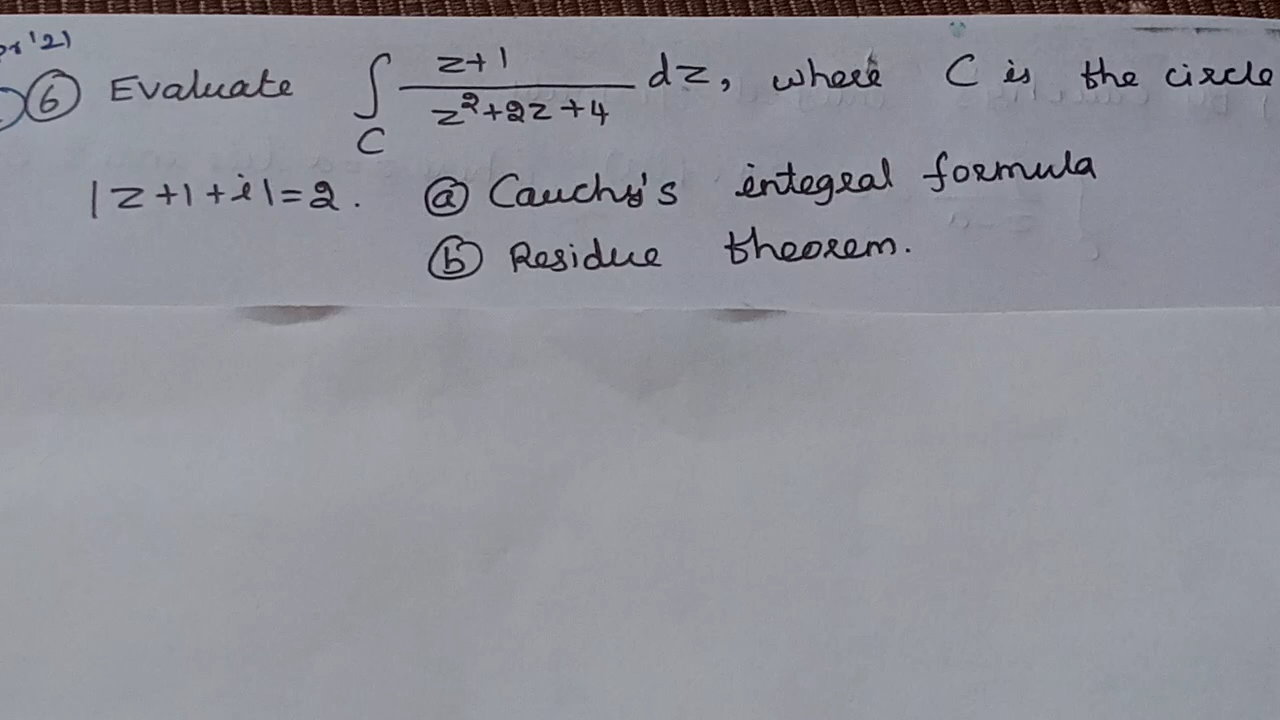 ⑥ Evaluate ∫_C (z+1)/(z²+2z+4) dz, where C is the circle
|z+1+i|=2. ⓐ Cauchy's integral formula
ⓑ Residue theorem.